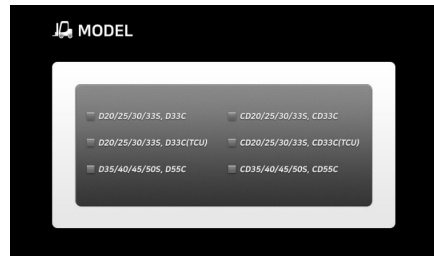 MODEL
D20/25/30/33S, D33C
CD20/25/30/33S, CD33C
D20/25/30/33S, D33C(TCU)
CD20/25/30/33S, CD33C(TCU)
D35/40/45/50S, D55C
CD35/40/45/50S, CD55C